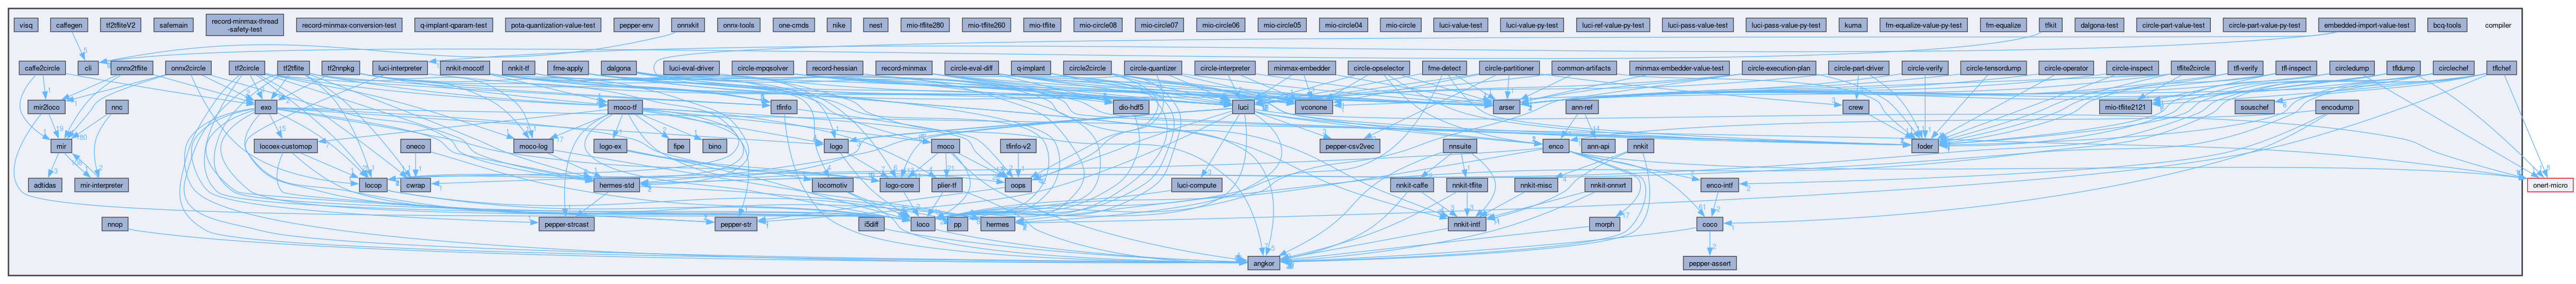 visq
caffegen
tf2tfliteV2
safemain
record-minmax-thread
-safety-test
record-minmax-conversion-test
q-implant-qparam-test
pota-quantization-value-test
pepper-env
onnxkit
onnx-tools
one-cmds
nike
nest
mio-tflite280
mio-tflite260
mio-tflite
mio-circle08
mio-circle07
mio-circle06
mio-circle05
mio-circle04
mio-circle
luci-value-test
luci-value-py-test
luci-ref-value-py-test
luci-pass-value-test
luci-pass-value-py-test
kuma
fm-equalize-value-py-test
fm-equalize
tfkit
dalgona-test
circle-part-value-test
circle-part-value-py-test
embedded-import-value-test
bcq-tools
compiler
caffe2circle
cli
onnx2tflite
onnx2circle
tf2circle
tf2tflite
tf2nnpkg
luci-interpreter
nnkit-mocotf
nnkit-tf
fme-apply
dalgona
luci-eval-driver
circle-mpqsolver
record-hessian
record-minmax
circle-eval-diff
q-implant
circle2circle
circle-quantizer
circle-interpreter
minmax-embedder
circle-opselector
fme-detect
circle-partitioner
common-artifacts
minmax-embedder-value-test
circle-execution-plan
circle-part-driver
circle-verify
circle-tensordump
circle-operator
circle-inspect
tflite2circle
tfl-verify
tfl-inspect
circledump
tfldump
circlechef
tflchef
mir2loco
nnc
exo
moco-tf
tfinfo
dio-hdf5
luci
vconone
arser
ann-ref
crew
mio-tflite2121
souschef
encodump
mir
locoex-customop
oneco
moco-log
logo-ex
fipe
bino
logo
moco
tfinfo-v2
pepper-csv2vec
nnsuite
enco
ann-api
nnkit
foder
adtidas
mir-interpreter
locop
cwrap
hermes-std
locomotiv
logo-core
plier-tf
oops
luci-compute
nnkit-caffe
nnkit-tflite
nnkit-misc
nnkit-onnxrt
enco-intf
onert-micro
nnop
pepper-strcast
pepper-str
i5diff
loco
pp
hermes
nnkit-intf
morph
coco
angkor
pepper-assert